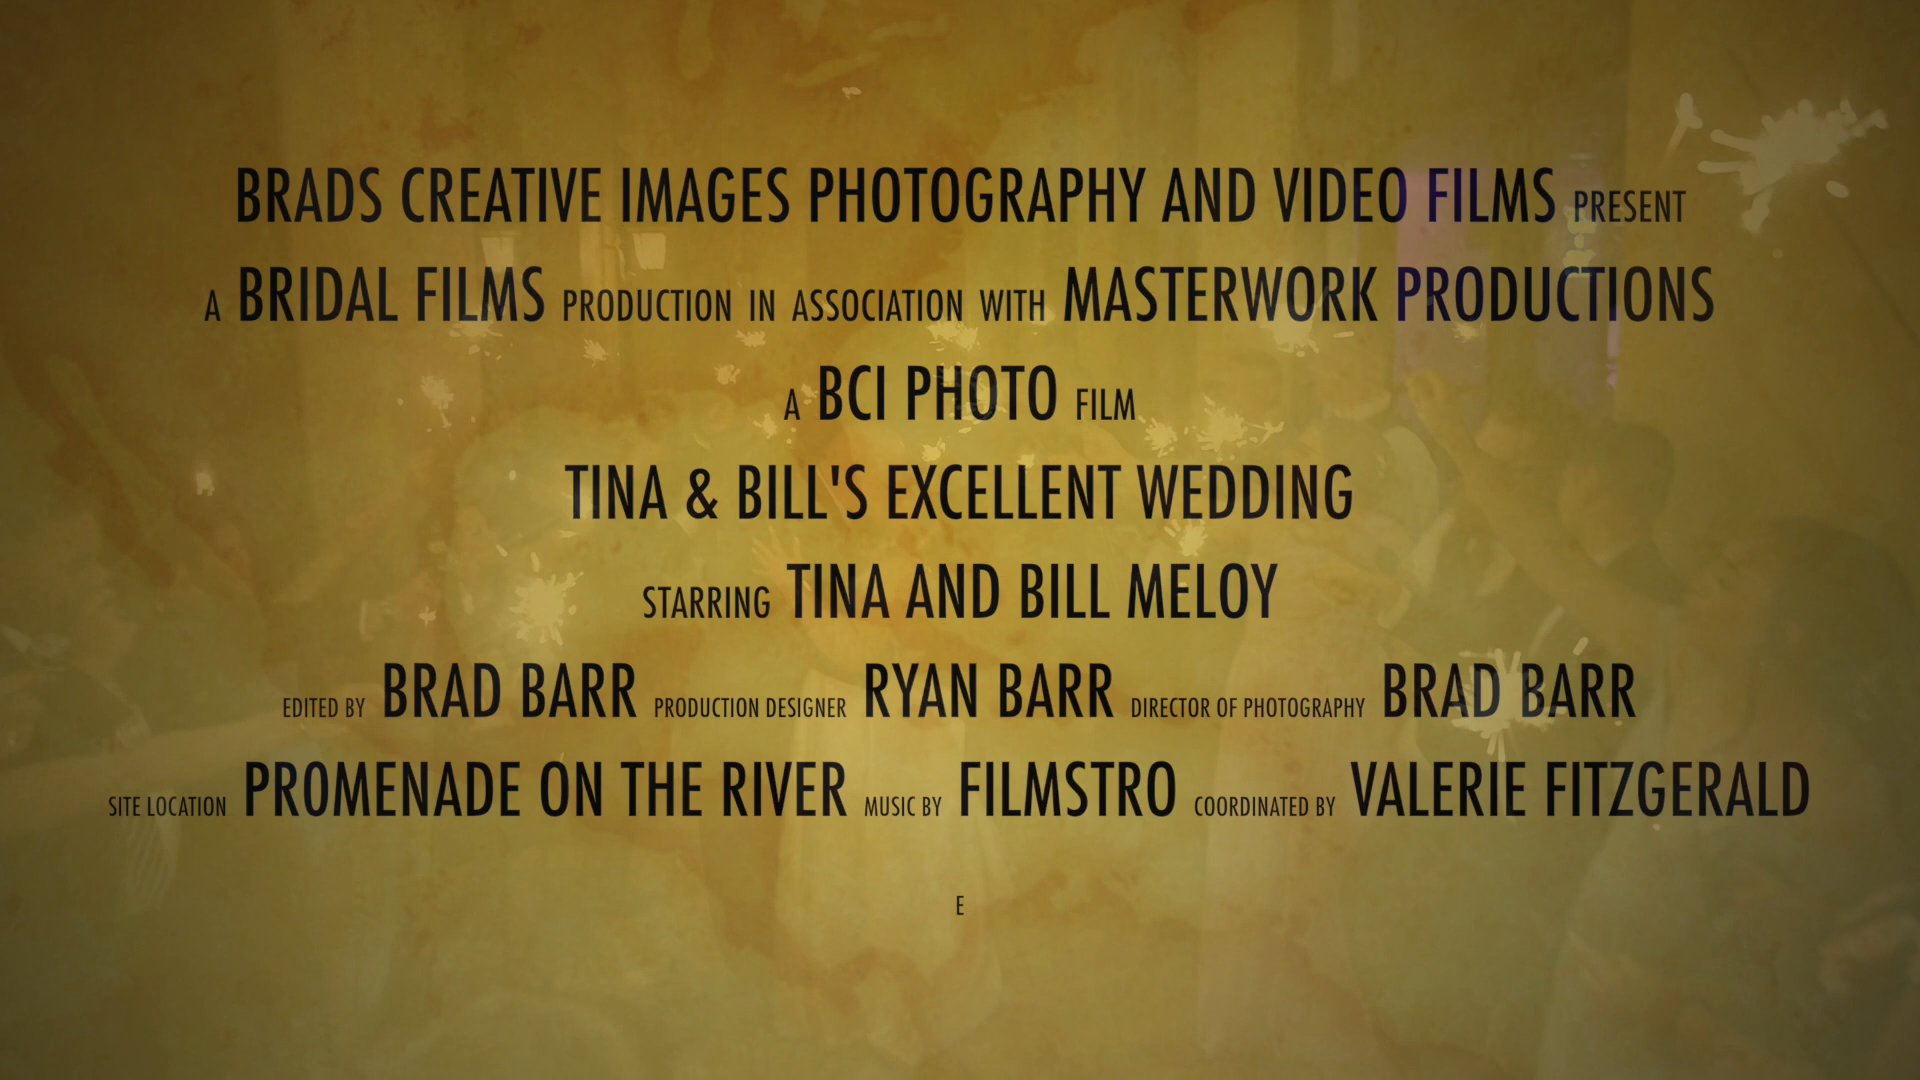 BRADS CREATIVE IMAGES PHOTOGRAPHY AND VIDEO FILMS PRESENT
A BRIDAL FILMS PRODUCTION IN ASSOCIATION WITH MASTERWORK PRODUCTIONS
A BCI PHOTO FILM
TINA & BILL'S EXCELLENT WEDDING
STARRING TINA AND BILL MELOY
EDITED BY BRAD BARR PRODUCTION DESIGNER RYAN BARR DIRECTOR OF PHOTOGRAPHY BRAD BARR
SITE LOCATION PROMENADE ON THE RIVER MUSIC BY FILMSTRO COORDINATED BY VALERIE FITZGERALD
E